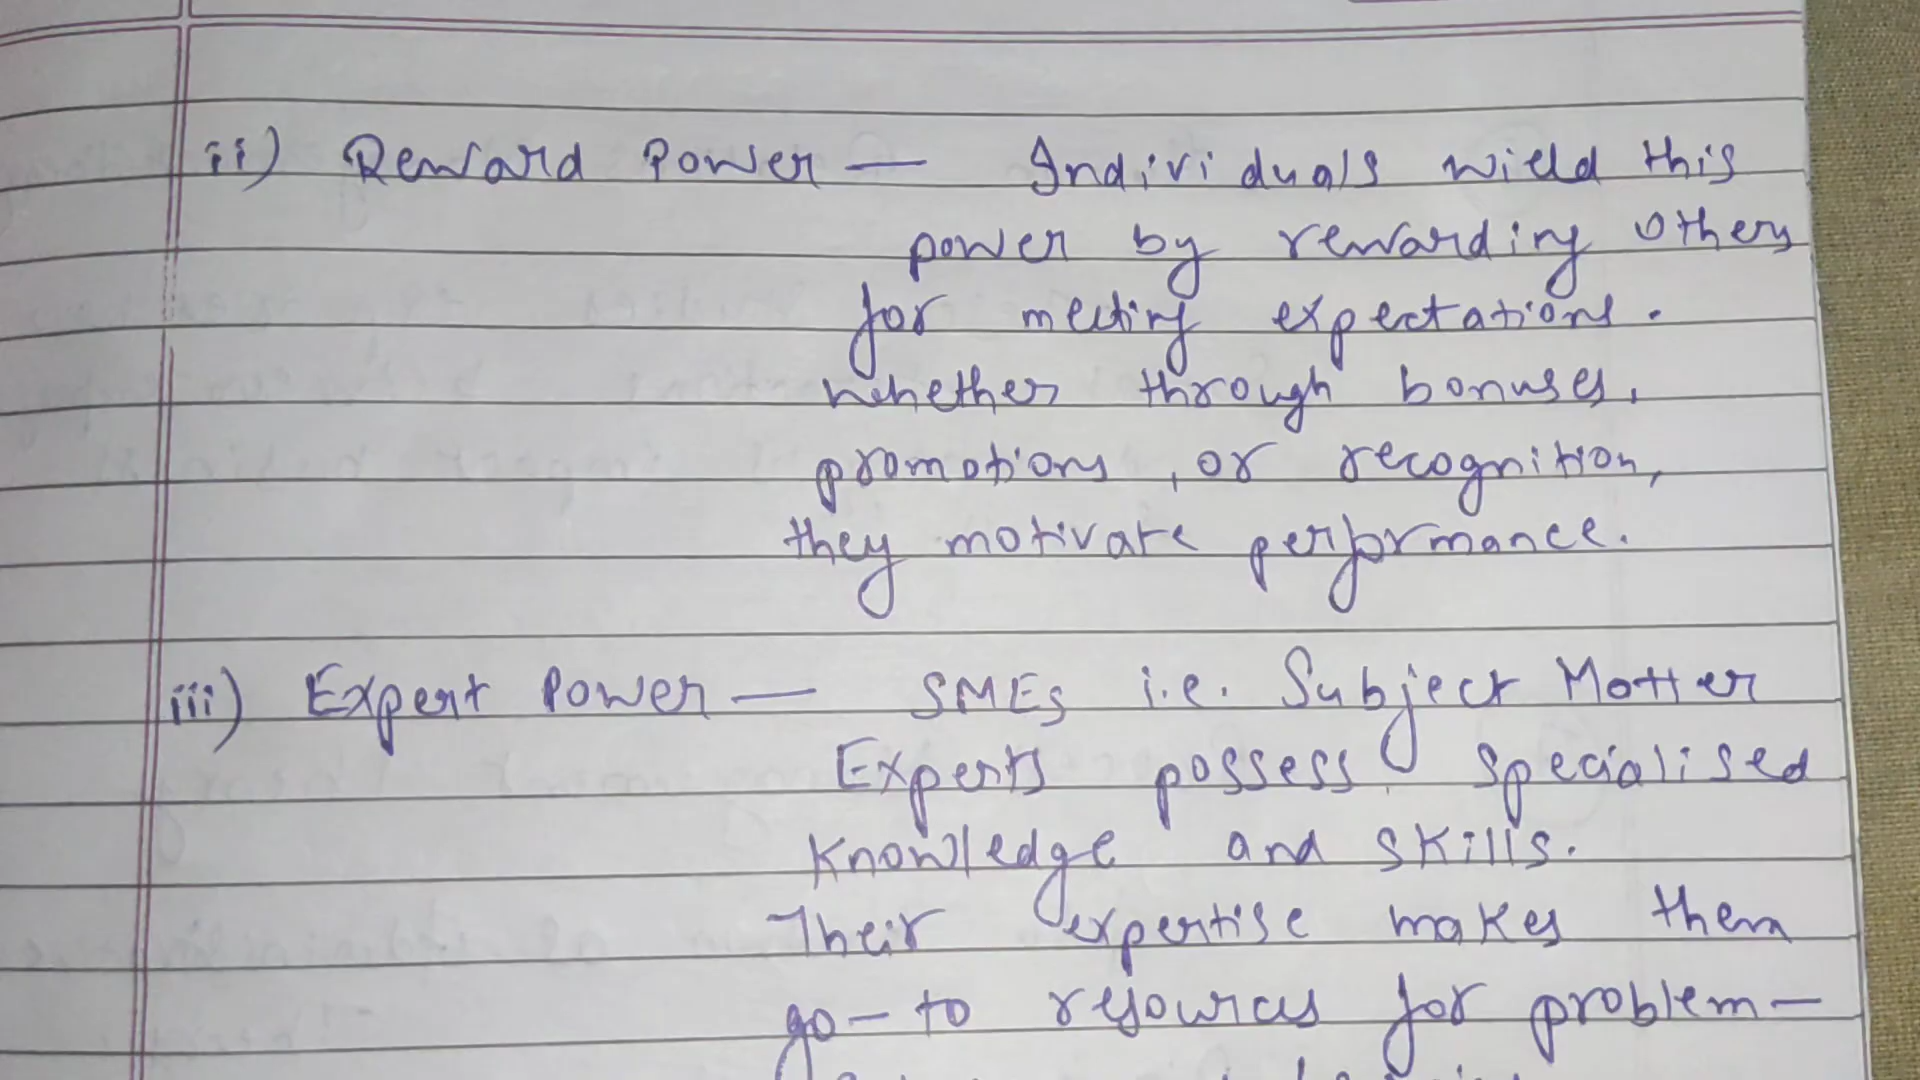 ii) Reward Power — Individuals wield this
power by rewarding others
for meeting expectations.
whether through bonuses,
promotions, or recognition,
they motivate performance.
iii) Expert Power — SMEs i.e. Subject Matter
Experts possess specialised
knowledge and skills.
Their expertise makes them
go-to resources for problem-